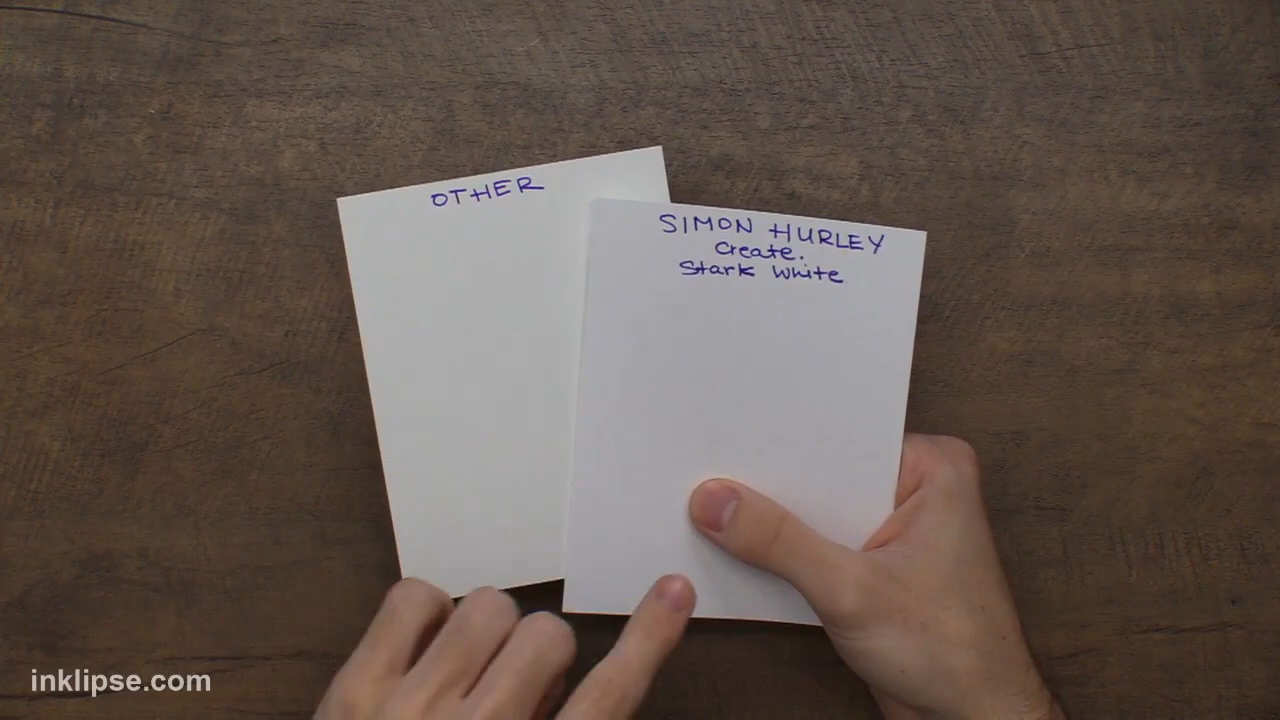 OTHER
SIMON HURLEY
Create.
Stark White
inklipse.com